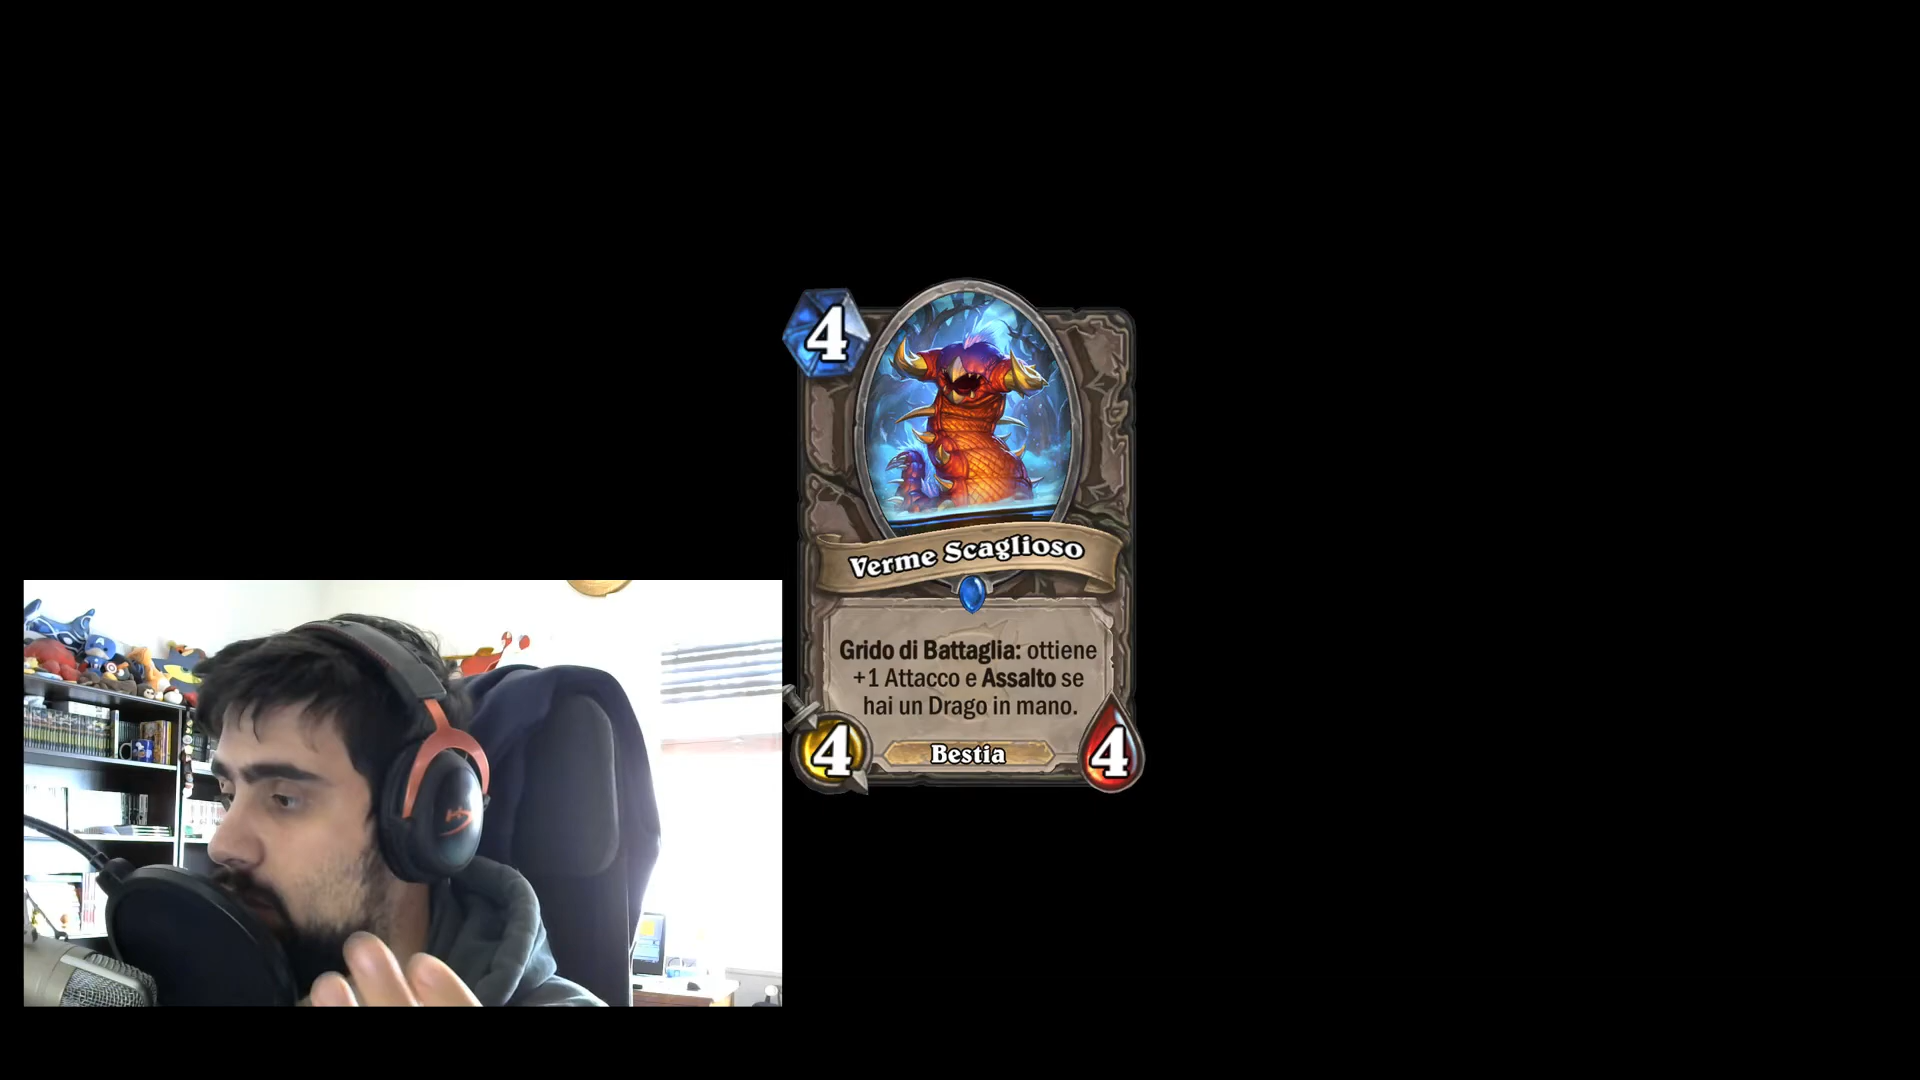 4
Verme Scaglioso
Grido di Battaglia: ottiene
+1 Attacco e Assalto se
hai un Drago in mano.
4
Bestia
4